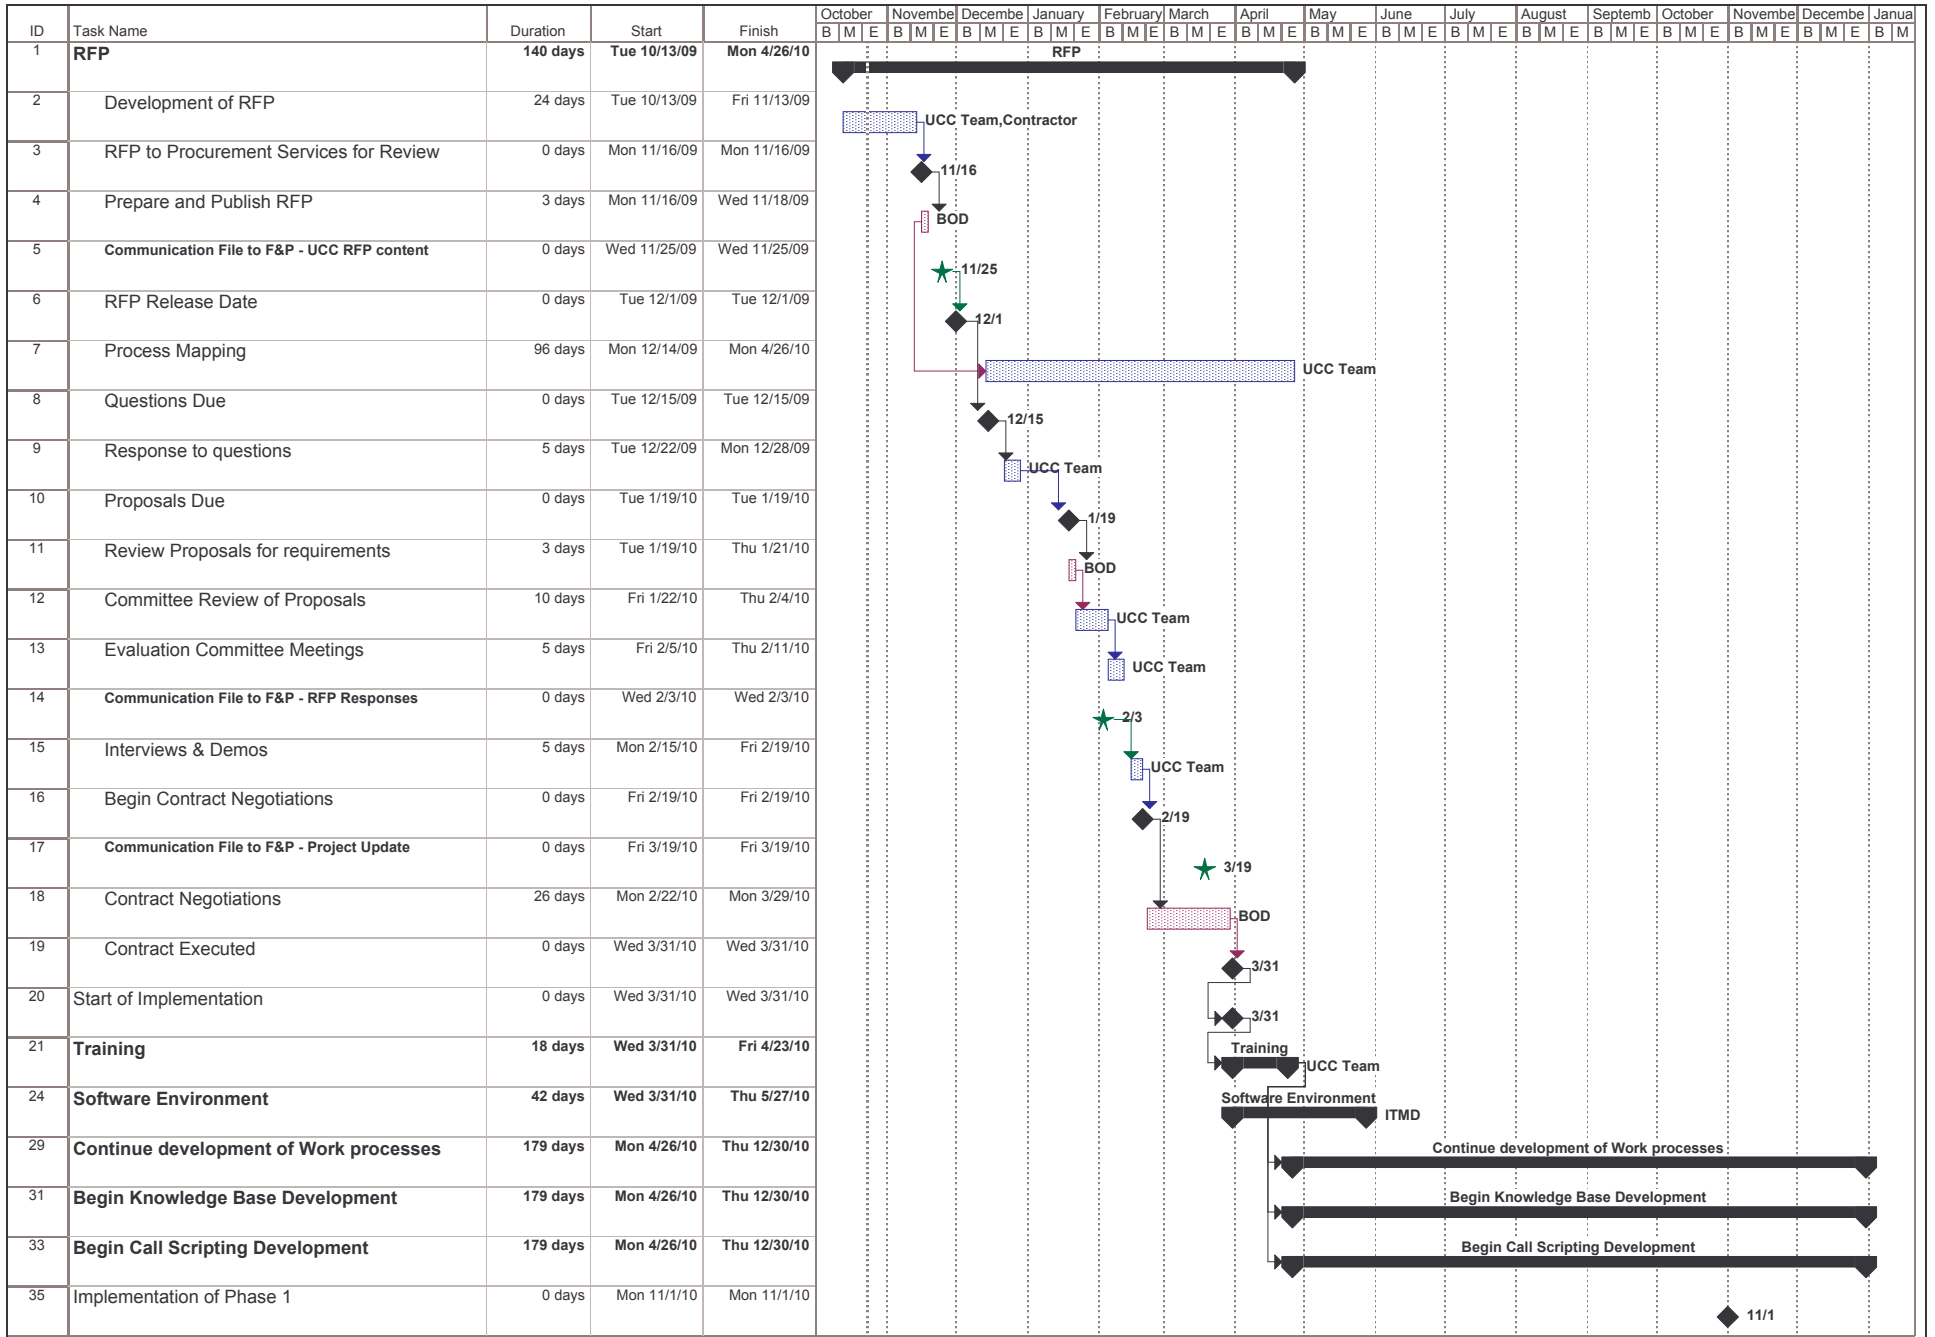 October Novembe Decembe January February March April May June July August Septemb October Novembe Decembe Janua
ID Task Name Duration Start Finish B M E B M E B M E B M E B M E B M E B M E B M E B M E B M E B M E B M E B M E B M E B M E B M
1 RFP 140 days Tue 10/13/09 Mon 4/26/10 RFP
2 Development of RFP 24 days Tue 10/13/09 Fri 11/13/09
UCC Team,Contractor
3 RFP to Procurement Services for Review 0 days Mon 11/16/09 Mon 11/16/09
11/16
4 Prepare and Publish RFP 3 days Mon 11/16/09 Wed 11/18/09
BOD
5 Communication File to F&P - UCC RFP content 0 days Wed 11/25/09 Wed 11/25/09
11/25
6 RFP Release Date 0 days Tue 12/1/09 Tue 12/1/09
12/1
7 Process Mapping 96 days Mon 12/14/09 Mon 4/26/10
UCC Team
8 Questions Due 0 days Tue 12/15/09 Tue 12/15/09
12/15
9 Response to questions 5 days Tue 12/22/09 Mon 12/28/09
UCC Team
10 Proposals Due 0 days Tue 1/19/10 Tue 1/19/10
1/19
11 Review Proposals for requirements 3 days Tue 1/19/10 Thu 1/21/10
BOD
12 Committee Review of Proposals 10 days Fri 1/22/10 Thu 2/4/10
UCC Team
13 Evaluation Committee Meetings 5 days Fri 2/5/10 Thu 2/11/10
UCC Team
14 Communication File to F&P - RFP Responses 0 days Wed 2/3/10 Wed 2/3/10
2/3
15 Interviews & Demos 5 days Mon 2/15/10 Fri 2/19/10
UCC Team
16 Begin Contract Negotiations 0 days Fri 2/19/10 Fri 2/19/10
2/19
17 Communication File to F&P - Project Update 0 days Fri 3/19/10 Fri 3/19/10
3/19
18 Contract Negotiations 26 days Mon 2/22/10 Mon 3/29/10
BOD
19 Contract Executed 0 days Wed 3/31/10 Wed 3/31/10
3/31
20 Start of Implementation 0 days Wed 3/31/10 Wed 3/31/10
3/31
21 Training 18 days Wed 3/31/10 Fri 4/23/10 Training
UCC Team
24 Software Environment 42 days Wed 3/31/10 Thu 5/27/10 Software Environment
ITMD
29 Continue development of Work processes 179 days Mon 4/26/10 Thu 12/30/10 Continue development of Work processes
31 Begin Knowledge Base Development 179 days Mon 4/26/10 Thu 12/30/10 Begin Knowledge Base Development
33 Begin Call Scripting Development 179 days Mon 4/26/10 Thu 12/30/10 Begin Call Scripting Development
35 Implementation of Phase 1 0 days Mon 11/1/10 Mon 11/1/10
11/1